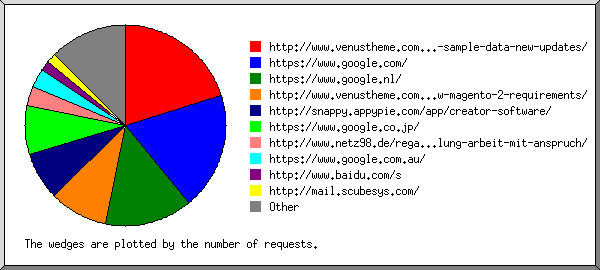 http://www.venustheme.com...-sample-data-new-updates/
https://www.google.com/
https://www.google.nl/
http://www.venustheme.com...w-magento-2-requirements/
http://snappy.appypie.com/app/creator-software/
https://www.google.co.jp/
http://www.netz98.de/rega...lung-arbeit-mit-anspruch/
https://www.google.com.au/
http://www.baidu.com/s
http://mail.scubesys.com/
Other
The wedges are plotted by the number of requests.